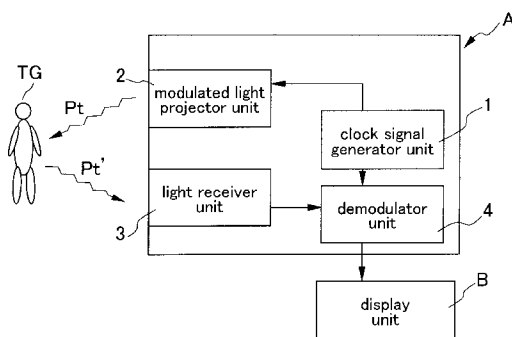 A
TG
2
Pt
modulated light
projector unit
1
clock signal
generator unit
Pt'
light receiver
unit
3
demodulator
unit
4
B
display
unit